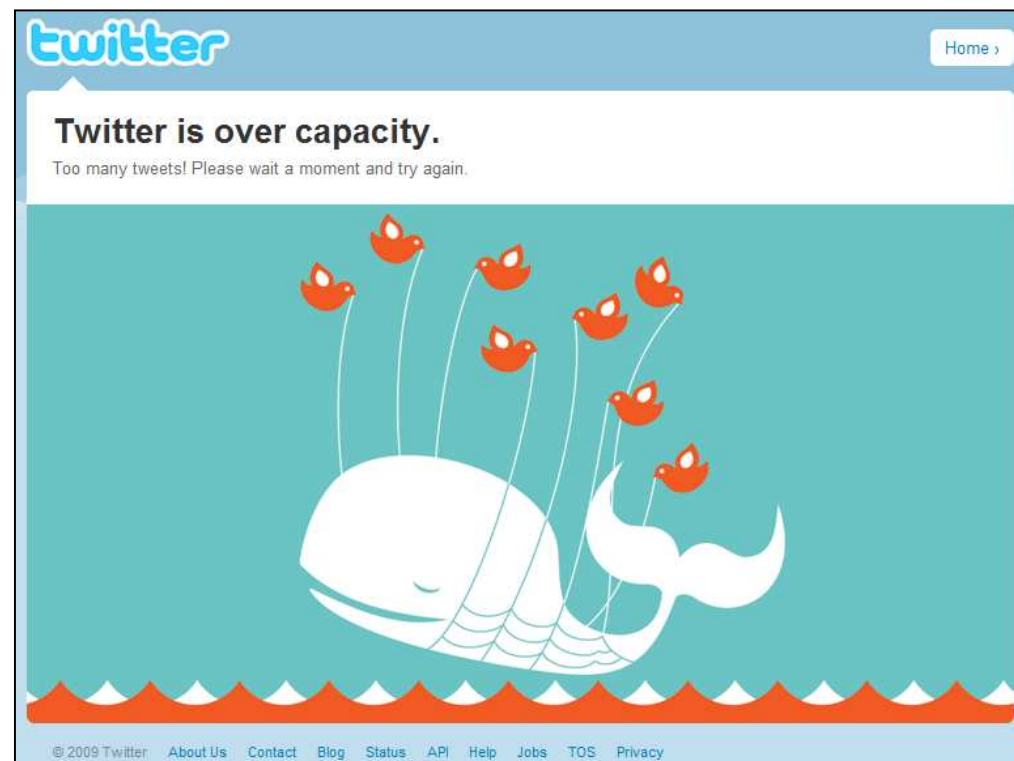 twitter
Home ›
Twitter is over capacity.
Too many tweets! Please wait a moment and try again.
© 2009 Twitter About Us Contact Blog Status API Help Jobs TOS Privacy